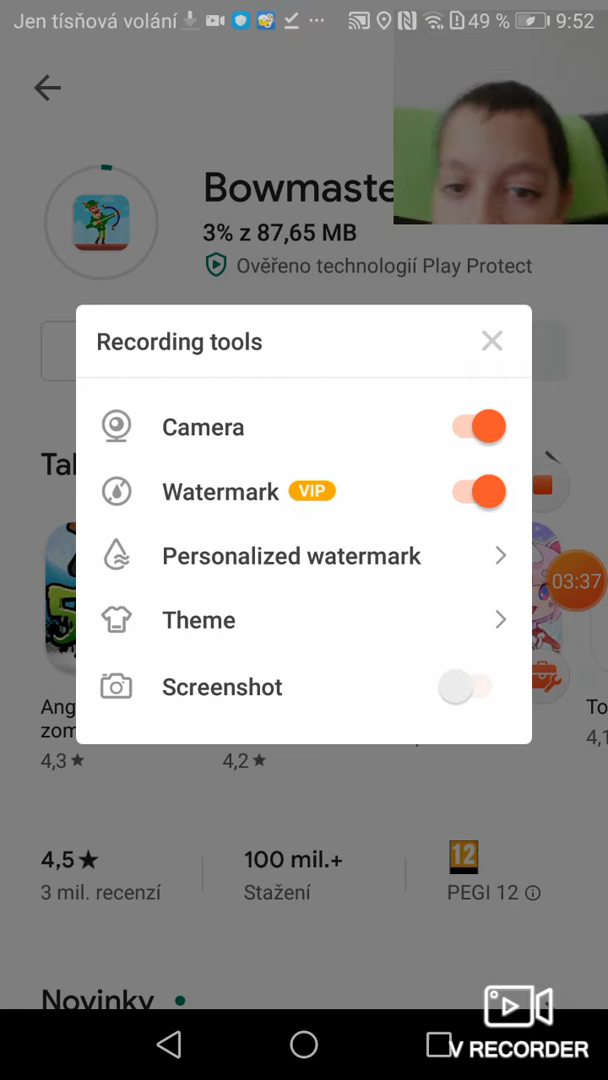 Jen tísňová volání 49 % 9:52
Bowmaste
3% z 87,65 MB
Ověřeno technologií Play Protect
Recording tools
Camera
Watermark VIP
Personalized watermark
03:37
Theme
Screenshot
Ang
zom
To
4,3★
4,2★
4,1
4,5★
100 mil.+
12
3 mil. recenzí
Stažení
PEGI 12
Novinky
V RECORDER